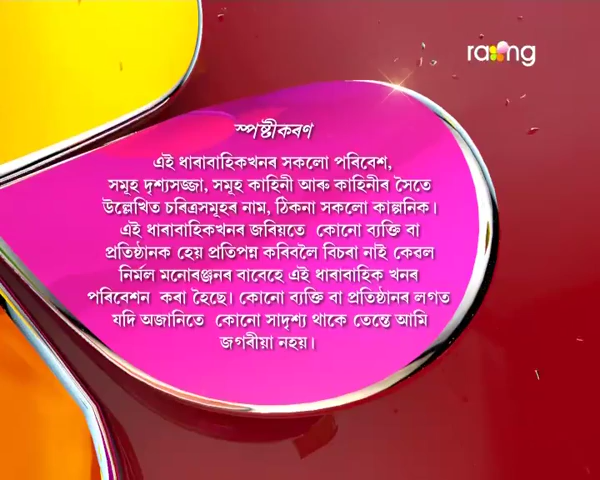 rang
স্পষ্টীকৰণ
এই ধাৰাবাহিকখনৰ সকলো পৰিবেশ,
সমূহ দৃশ্যসজ্জা, সমূহ কাহিনী আৰু কাহিনীৰ সৈতে
উল্লেখিত চৰিত্ৰসমূহৰ নাম, ঠিকনা সকলো কাল্পনিক।
এই ধাৰাবাহিকখনৰ জৰিয়তে কোনো ব্যক্তি বা
প্ৰতিষ্ঠানক হেয় প্ৰতিপন্ন কৰিবলৈ বিচৰা নাই কেৱল
নিৰ্মল মনোৰঞ্জনৰ বাবেহে এই ধাৰাবাহিক খনৰ
পৰিবেশন কৰা হৈছে। কোনো ব্যক্তি বা প্ৰতিষ্ঠানৰ লগত
যদি অজানিতে কোনো সাদৃশ্য থাকে তেন্তে আমি
জগৰীয়া নহয়।